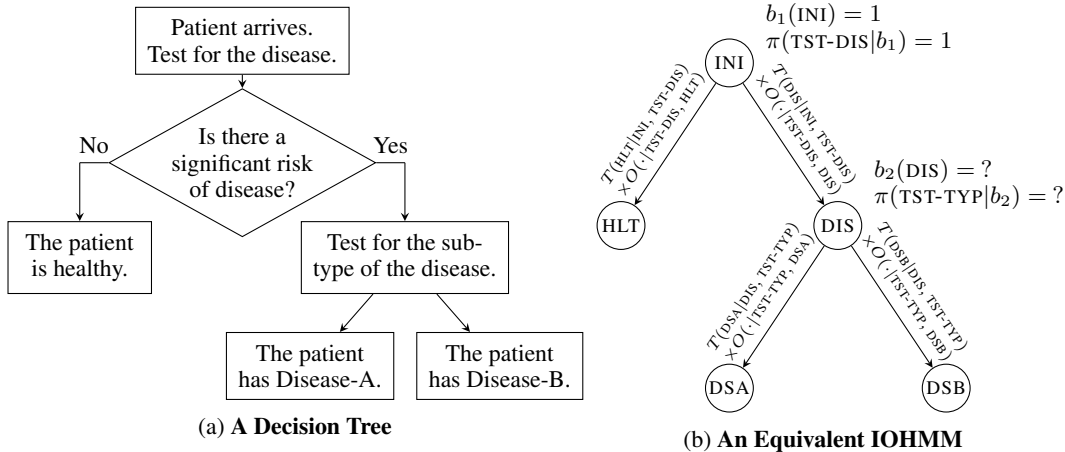 Patient arrives.
Test for the disease.
No
Is there a
significant risk
of disease?
Yes
The patient
is healthy.
Test for the sub-
type of the disease.
The patient
has Disease-A.
The patient
has Disease-B.
(a) A Decision Tree
b₁(INI) = 1
π(TST-DIS|b₁) = 1
INI
T(HLT|INI, TST-DIS)
×O(·|TST-DIS, HLT)
T(DIS|INI, TST-DIS)
×O(·|TST-DIS, DIS)
b₂(DIS) = ?
π(TST-TYP|b₂) = ?
HLT
DIS
T(DSA|DIS, TST-TYP)
×O(·|TST-TYP, DSA)
T(DSB|DIS, TST-TYP)
×O(·|TST-TYP, DSB)
DSA
DSB
(b) An Equivalent IOHMM